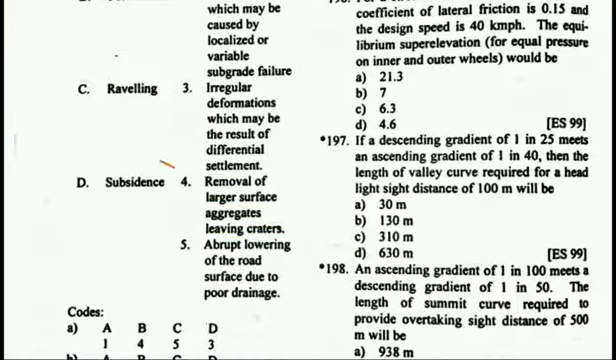 which may be
caused by
localized or
variable
subgrade failure
C. Ravelling 3. Irregular
deformations
which may be
the result of
differential
settlement.
D. Subsidence 4. Removal of
larger surface
aggregates
leaving craters.
5. Abrupt lowering
of the road
surface due to
poor drainage.
Codes:
a) A B C D
1 4 5 3
coefficient of lateral friction is 0.15 and
the design speed is 40 kmph. The equi-
librium superelevation (for equal pressure
on inner and outer wheels) would be
a) 21.3
b) 7
c) 6.3
d) 4.6 [ES 99]
*197. If a descending gradient of 1 in 25 meets
an ascending gradient of 1 in 40, then the
length of valley curve required for a head
light sight distance of 100 m will be
a) 30 m
b) 130 m
c) 310 m
d) 630 m [ES 99]
*198. An ascending gradient of 1 in 100 meets a
descending gradient of 1 in 50. The
length of summit curve required to
provide overtaking sight distance of 500
m will be
a) 938 m